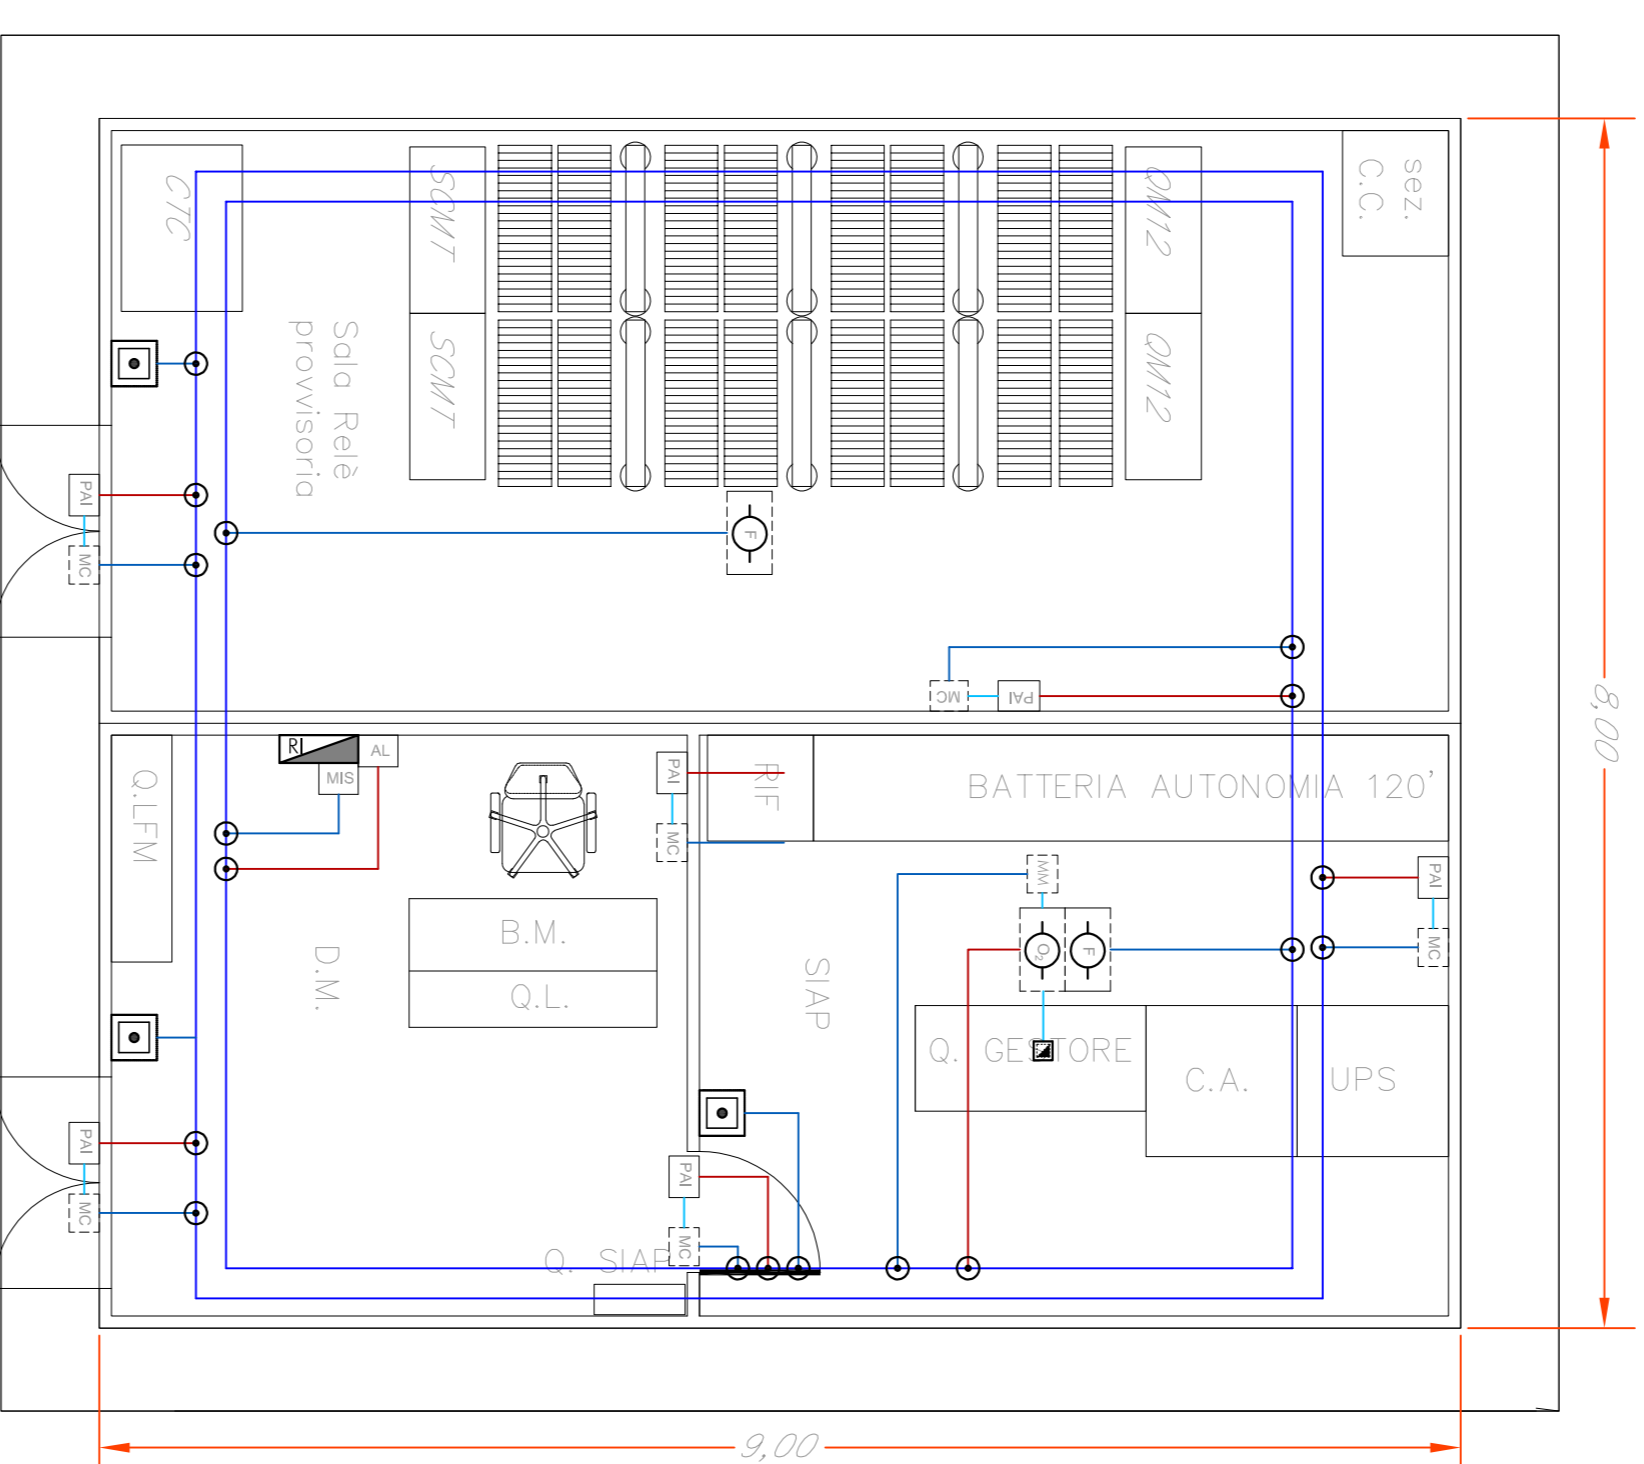 CTC
SCMT
SCMT
QM12
QM12
sez.
C.C.
Sala Relè
provvisoria
PAI
MC
F
MC
PAI
8,00
RI
AL
MIS
Q.LFM
D.M.
PAI
MC
RIF
BATTERIA AUTONOMIA 120'
B.M.
Q.L.
SIAP
MM
O₂
F
PAI
MC
Q. GESTORE
C.A.
UPS
PAI
MC
PAI
MC
Q. SIAP
9,00